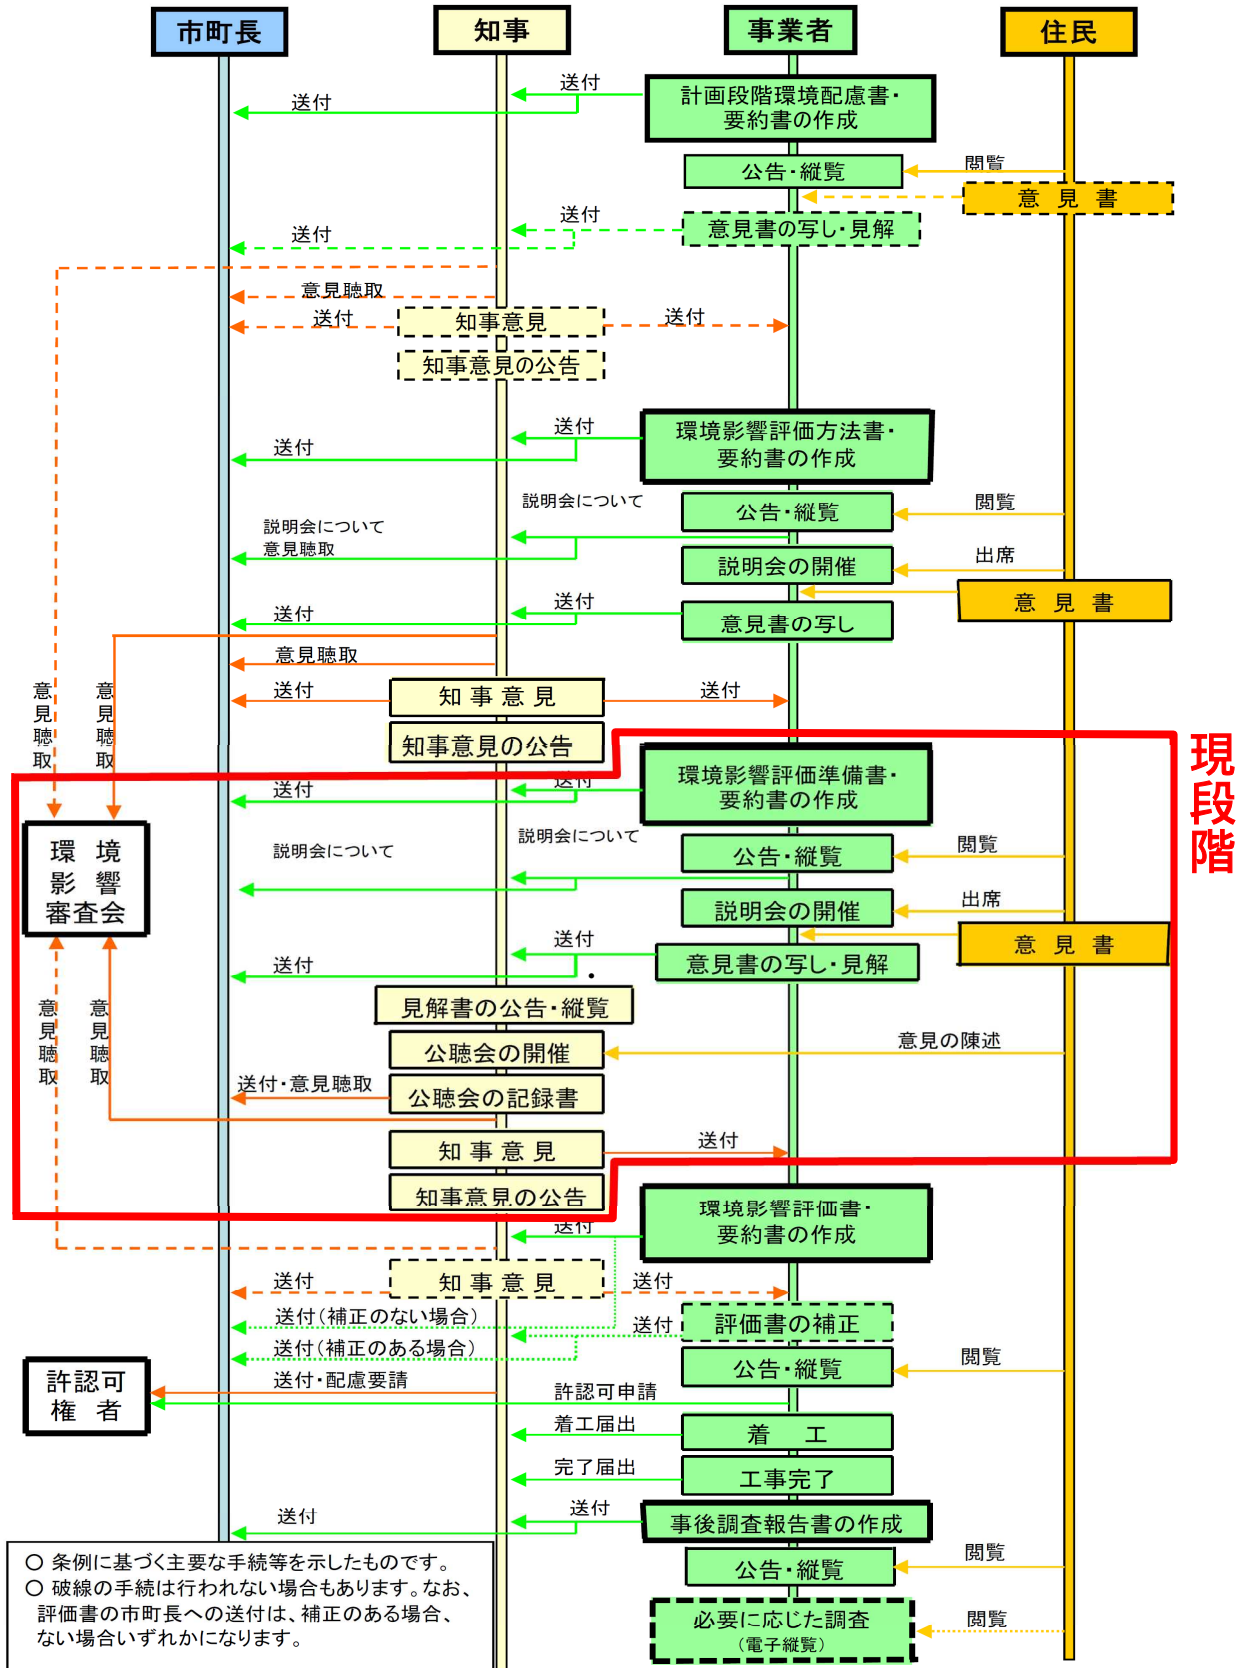 市町長
知事
事業者
住民
送付
送付
計画段階環境配慮書・
要約書の作成
公告・縦覧
閲覧
意 見 書
送付
送付
意見書の写し・見解
意見聴取
送付
知事意見
送付
知事意見の公告
送付
送付
環境影響評価方法書・
要約書の作成
説明会について
公告・縦覧
閲覧
説明会について
意見聴取
説明会の開催
出席
意 見 書
送付
送付
意見書の写し
意見聴取
送付
知 事 意 見
送付
意見聴取
意見聴取
知事意見の公告
現段階
送付
送付
環境影響評価準備書・
要約書の作成
環 境
影 響
審査会
説明会について
説明会について
公告・縦覧
閲覧
説明会の開催
出席
意 見 書
送付
送付
意見書の写し・見解
意見聴取
意見聴取
見解書の公告・縦覧
公聴会の開催
意見の陳述
送付・意見聴取
公聴会の記録書
知 事 意 見
送付
知事意見の公告
環境影響評価書・
要約書の作成
送付
送付
知 事 意 見
送付
送付(補正のない場合)
送付
評価書の補正
送付(補正のある場合)
公告・縦覧
閲覧
許認可
権 者
送付・配慮要請
許認可申請
着工届出
着 工
完了届出
工事完了
送付
送付
事後調査報告書の作成
公告・縦覧
閲覧
必要に応じた調査
(電子縦覧)
閲覧
○ 条例に基づく主要な手続等を示したものです。
○ 破線の手続は行われない場合もあります。なお、
評価書の市町長への送付は、補正のある場合、
ない場合いずれかになります。